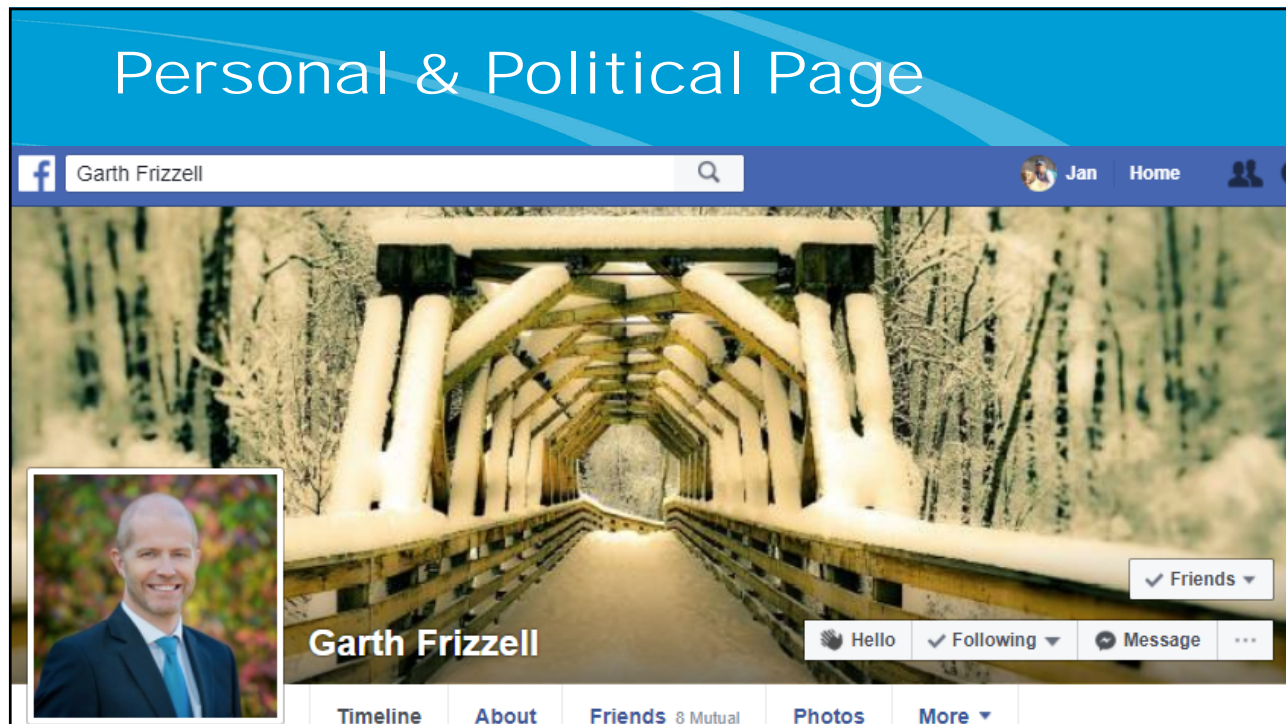 Personal & Political Page
f Garth Frizzell Jan Home
Friends
Garth Frizzell Hello Following Message
Timeline About Friends 8 Mutual Photos More